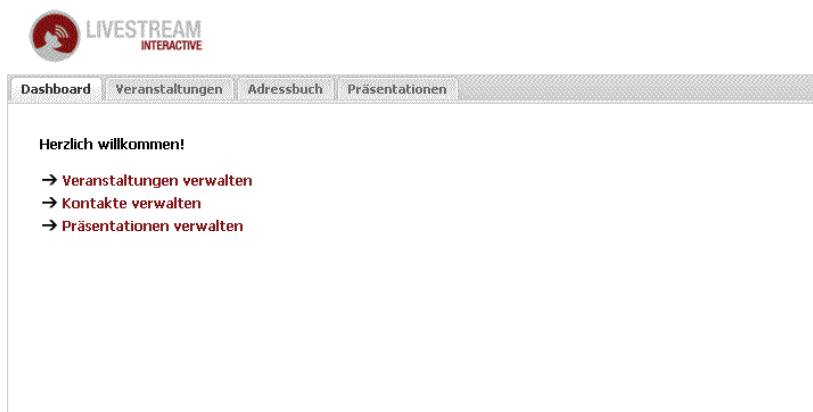 LIVESTREAM
INTERACTIVE
Dashboard Veranstaltungen Adressbuch Präsentationen
Herzlich willkommen!
→ Veranstaltungen verwalten
→ Kontakte verwalten
→ Präsentationen verwalten